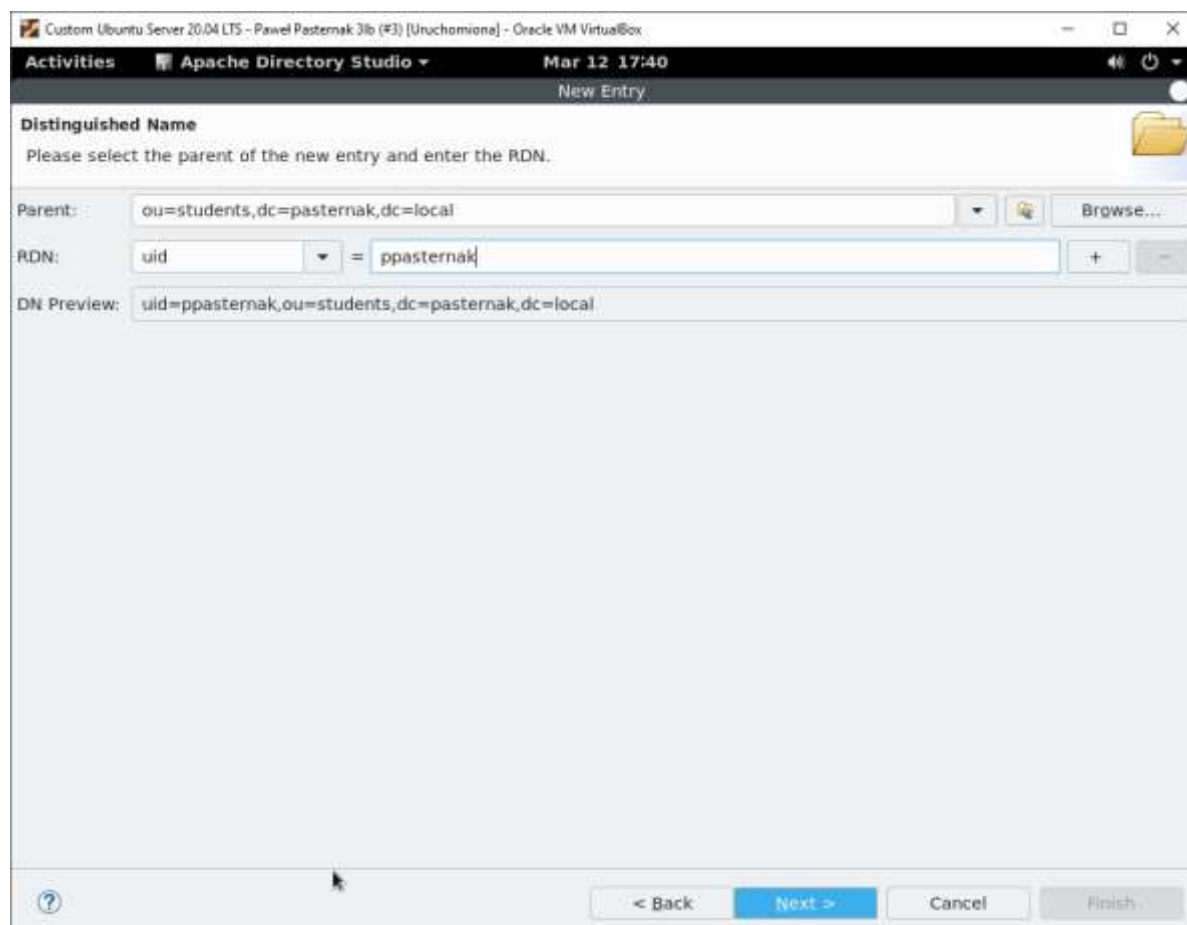 Custom Ubuntu Server 20.04 LTS - Paweł Pasternak 3Ib (#3) [Uruchomiona] - Oracle VM VirtualBox
Activities Apache Directory Studio Mar 12 17:40
New Entry
Distinguished Name
Please select the parent of the new entry and enter the RDN.
Parent: ou=students,dc=pasternak,dc=local Browse...
RDN: uid = ppasternak + -
DN Preview: uid=ppasternak,ou=students,dc=pasternak,dc=local
? < Back Next > Cancel Finish